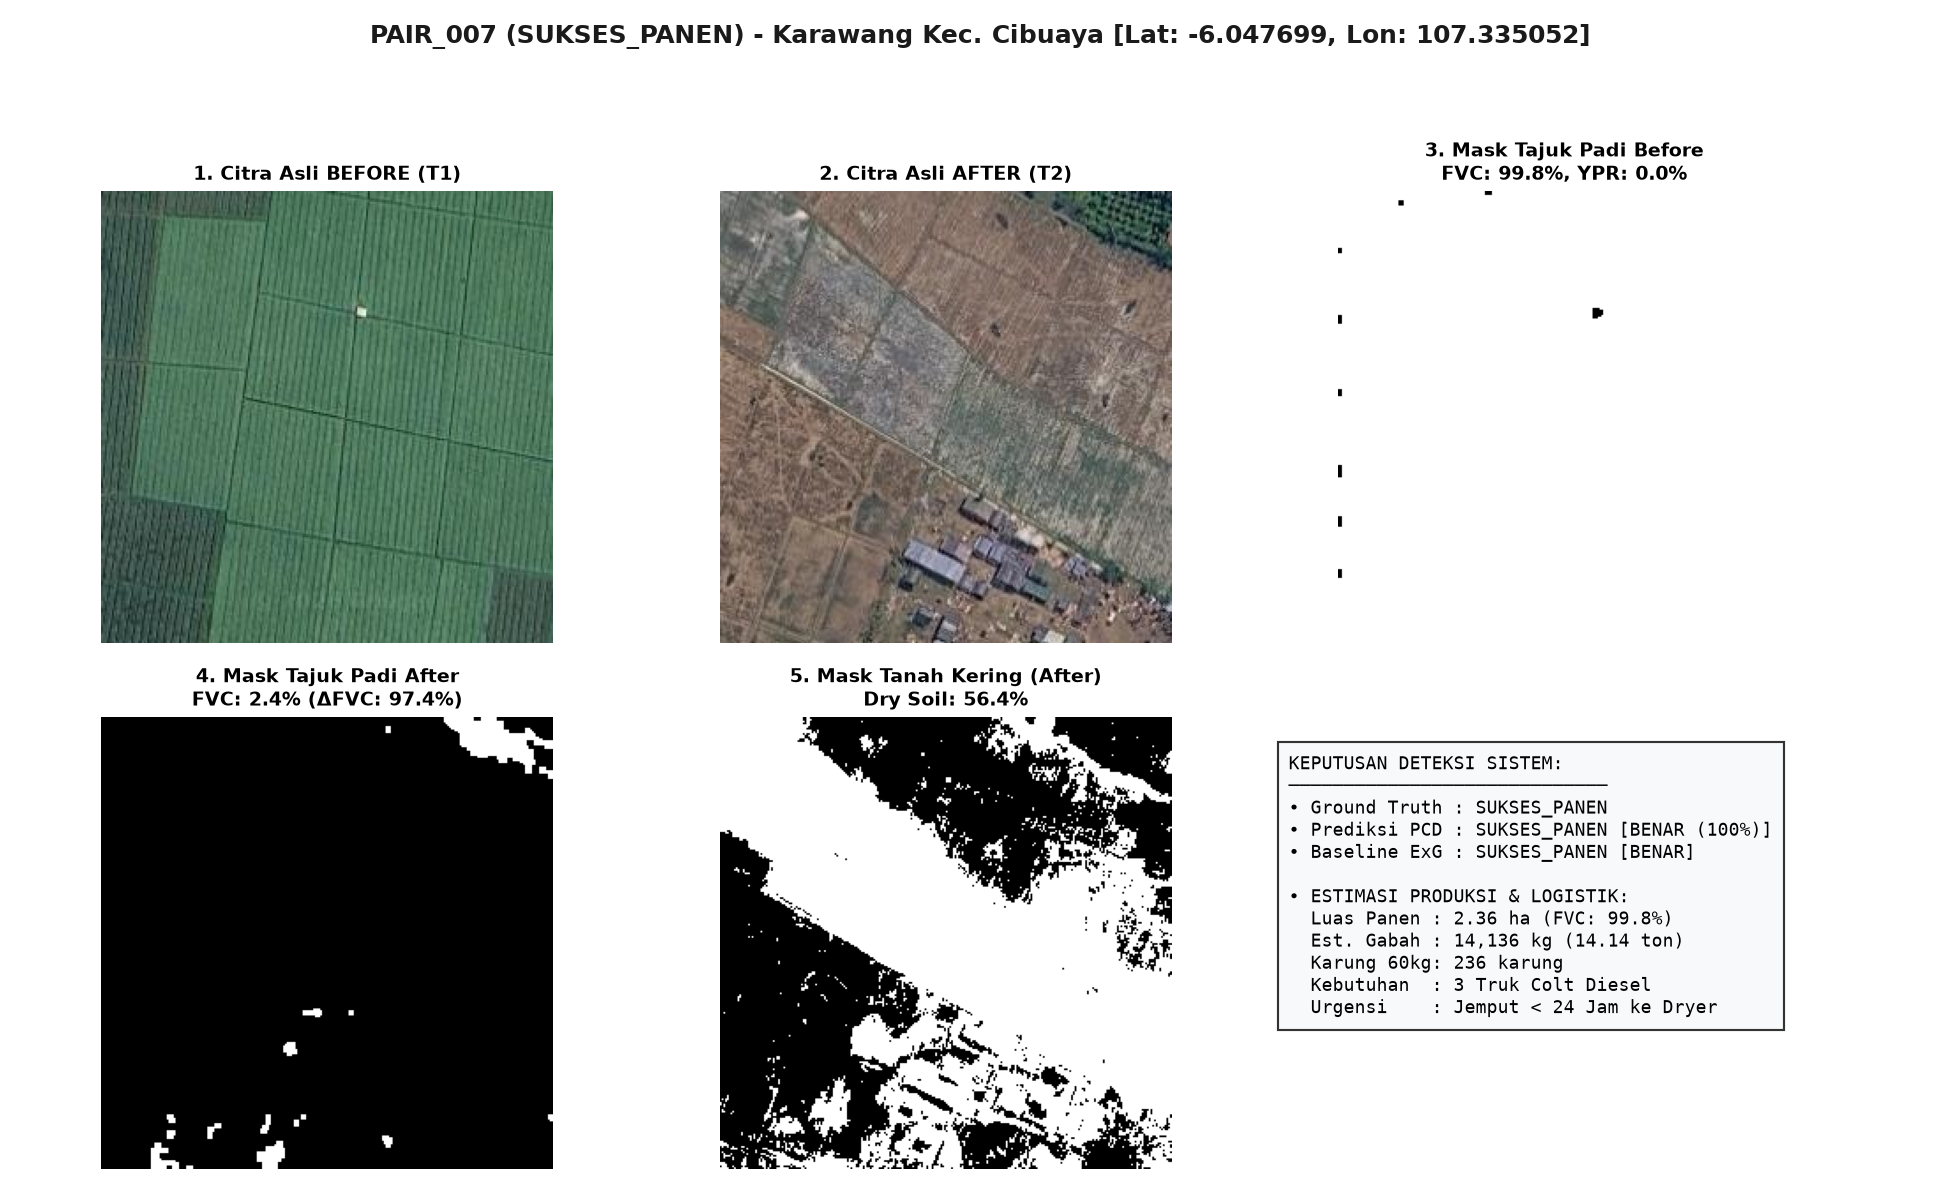 PAIR_007 (SUKSES_PANEN) - Karawang Kec. Cibuaya [Lat: -6.047699, Lon: 107.335052]
1. Citra Asli BEFORE (T1)
2. Citra Asli AFTER (T2)
3. Mask Tajuk Padi Before
FVC: 99.8%, YPR: 0.0%
4. Mask Tajuk Padi After
FVC: 2.4% (ΔFVC: 97.4%)
5. Mask Tanah Kering (After)
Dry Soil: 56.4%
KEPUTUSAN DETEKSI SISTEM:
• Ground Truth : SUKSES_PANEN
• Prediksi PCD : SUKSES_PANEN [BENAR (100%)]
• Baseline ExG : SUKSES_PANEN [BENAR]
• ESTIMASI PRODUKSI & LOGISTIK:
Luas Panen : 2.36 ha (FVC: 99.8%)
Est. Gabah : 14,136 kg (14.14 ton)
Karung 60kg: 236 karung
Kebutuhan  : 3 Truk Colt Diesel
Urgensi    : Jemput < 24 Jam ke Dryer